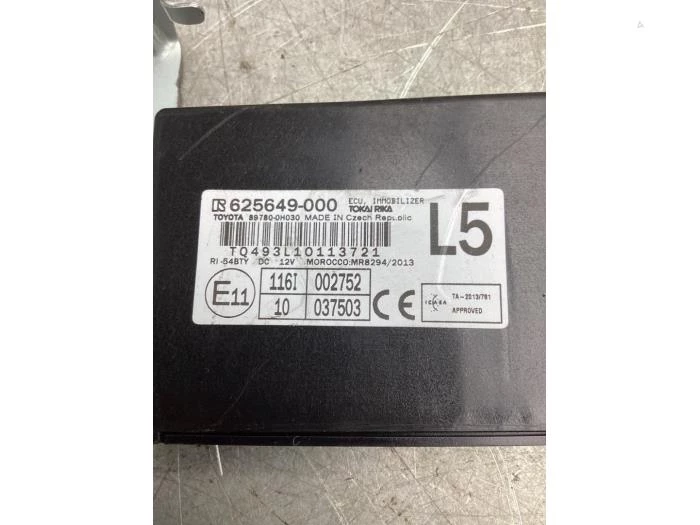 625649-000 ECU, IMMOBILIZER
TOKAI RIKA
TOYOTA 89780-0H030 MADE IN Czech Republic
L5
TQ493L10113721
RI-54BTY DC 12V MOROCCO:MR8294/2013
E11
116I 002752
10 037503
CE
ICASA
TA-2013/781
APPROVED